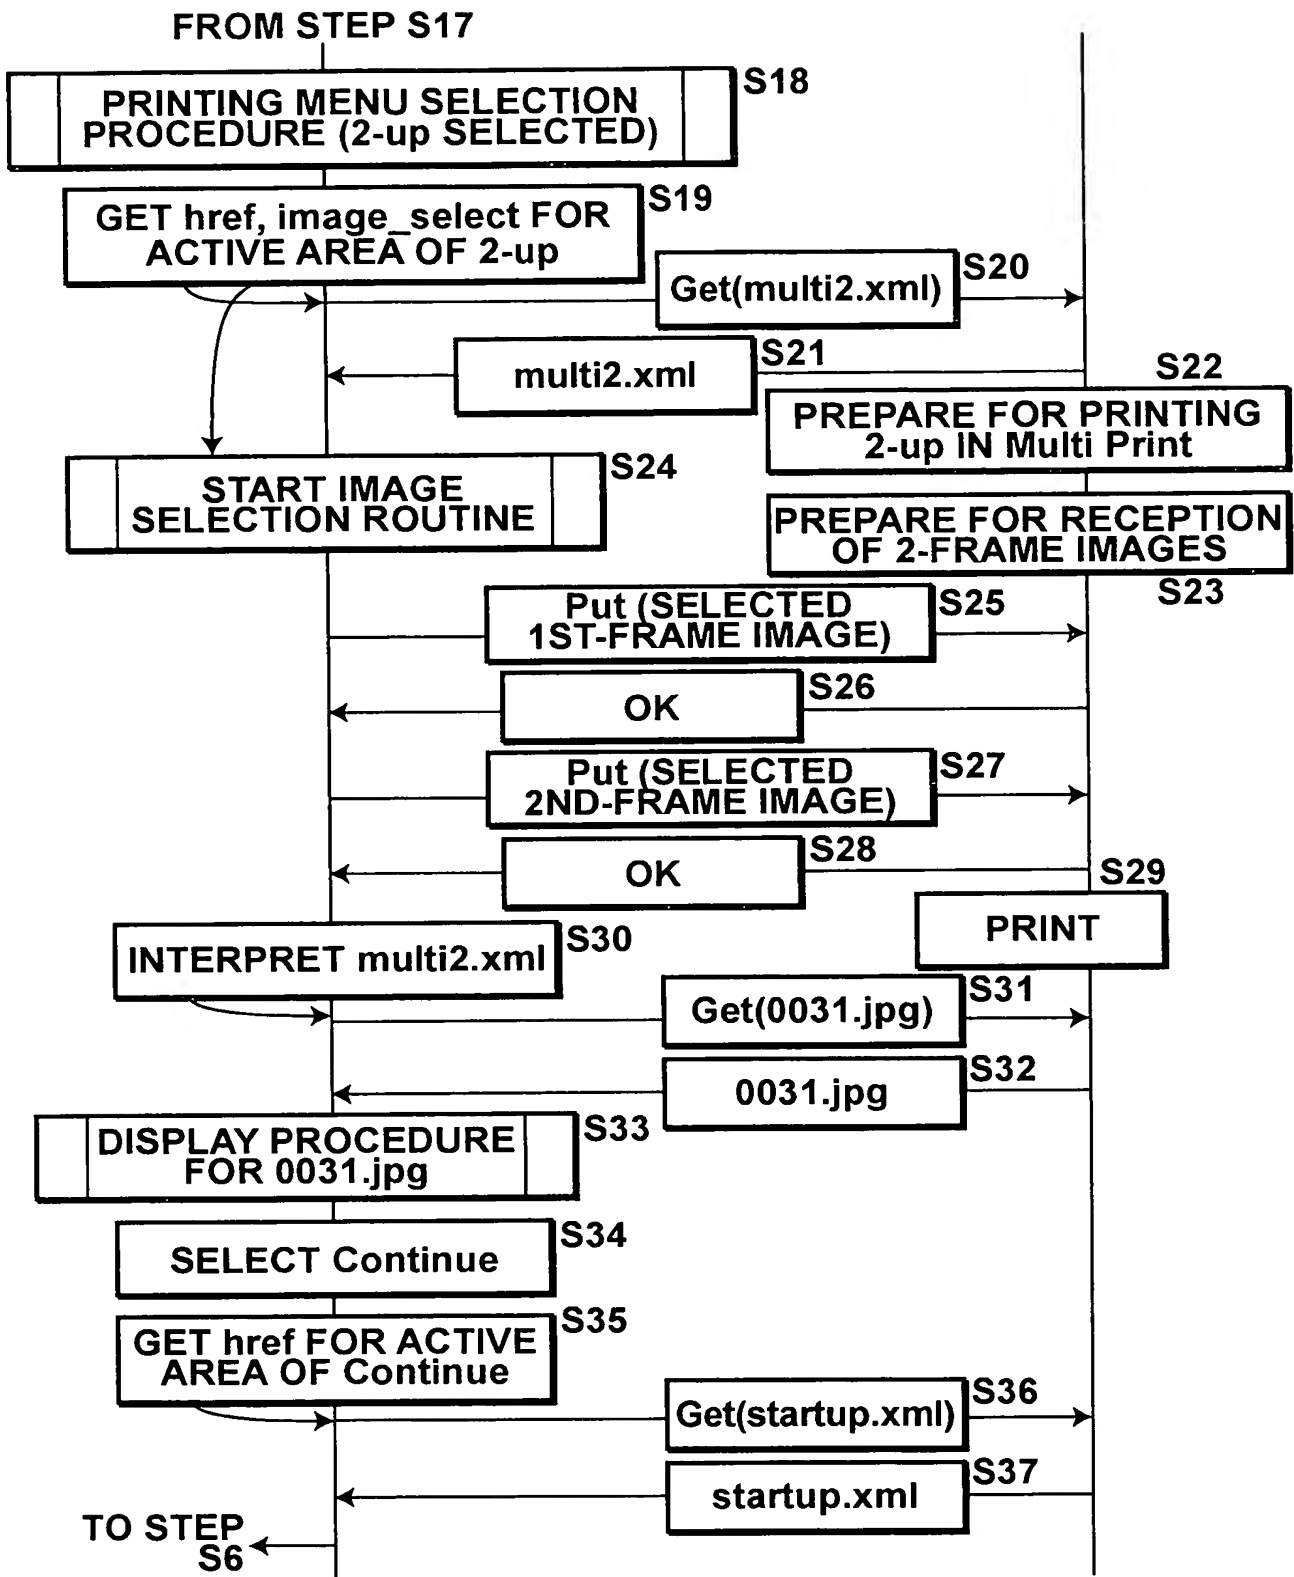 FROM STEP S17
S18
PRINTING MENU SELECTION
PROCEDURE (2-up SELECTED)
S19
GET href, image_select FOR
ACTIVE AREA OF 2-up
S20
Get(multi2.xml)
S21
multi2.xml
S22
PREPARE FOR PRINTING
2-up IN Multi Print
S24
START IMAGE
SELECTION ROUTINE
PREPARE FOR RECEPTION
OF 2-FRAME IMAGES
S23
S25
Put (SELECTED
1ST-FRAME IMAGE)
S26
OK
S27
Put (SELECTED
2ND-FRAME IMAGE)
S28
OK
S29
PRINT
S30
INTERPRET multi2.xml
S31
Get(0031.jpg)
S32
0031.jpg
S33
DISPLAY PROCEDURE
FOR 0031.jpg
S34
SELECT Continue
S35
GET href FOR ACTIVE
AREA OF Continue
S36
Get(startup.xml)
S37
startup.xml
TO STEP
S6